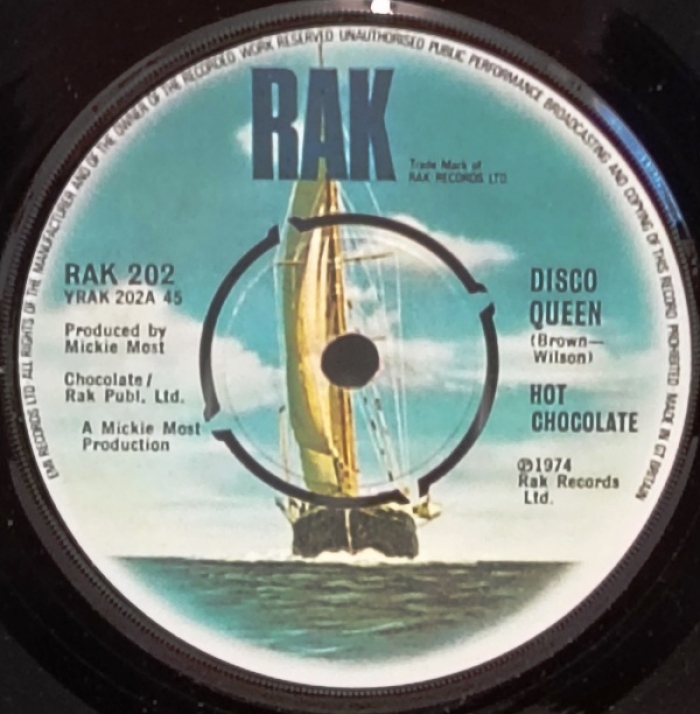 EMI RECORDS LTD ALL RIGHTS OF THE MANUFACTURER AND OF THE OWNER OF THE RECORDED WORK RESERVED UNAUTHORISED PUBLIC PERFORMANCE BROADCASTING AND COPYING OF THIS RECORD PROHIBITED MADE IN GT BRITAIN
RAK
Trade Mark of
RAK RECORDS LTD
RAK 202
YRAK 202A 45
Produced by
Mickie Most
Chocolate/
Rak Publ. Ltd.
A Mickie Most
Production
DISCO
QUEEN
(Brown—
Wilson)
HOT
CHOCOLATE
℗1974
Rak Records
Ltd.